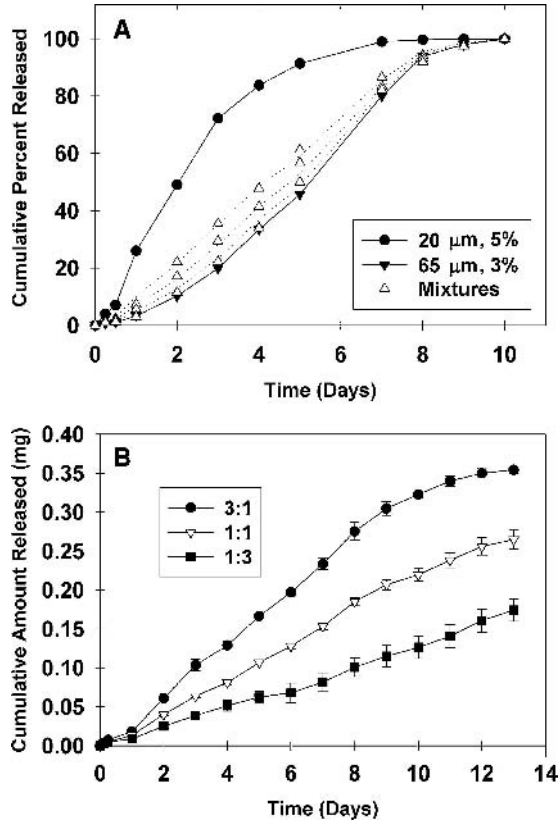 A
Cumulative Percent Released
100
80
60
40
20
0
20 μm, 5%
65 μm, 3%
Mixtures
0 2 4 6 8 10
Time (Days)
B
Cumulative Amount Released (mg)
0.40
0.35
0.30
0.25
0.20
0.15
0.10
0.05
0.00
3:1
1:1
1:3
0 2 4 6 8 10 12 14
Time (Days)